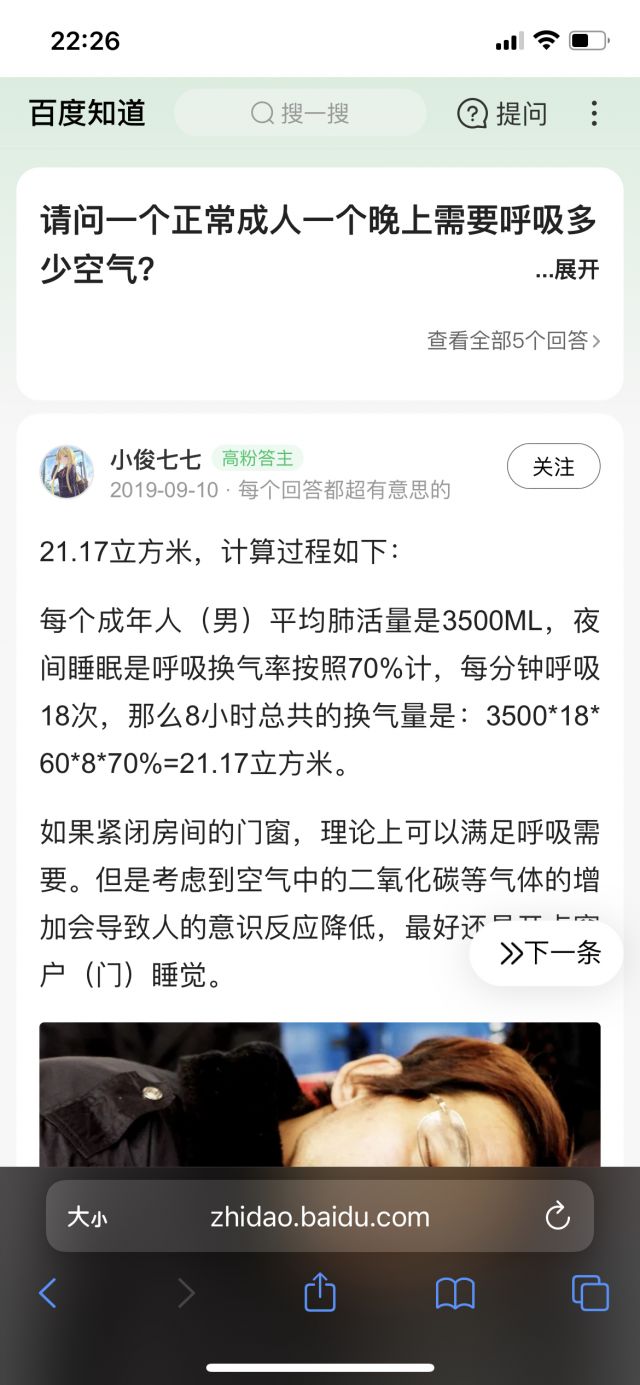 22:26
百度知道
搜一搜
提问
请问一个正常成人一个晚上需要呼吸多
少空气?
...展开
查看全部5个回答
小俊七七 高粉答主
关注
2019-09-10 · 每个回答都超有意思的
21.17立方米，计算过程如下：
每个成年人（男）平均肺活量是3500ML，夜
间睡眠是呼吸换气率按照70%计，每分钟呼吸
18次，那么8小时总共的换气量是：3500*18*
60*8*70%=21.17立方米。
如果紧闭房间的门窗，理论上可以满足呼吸需
要。但是考虑到空气中的二氧化碳等气体的增
加会导致人的意识反应降低，最好还
下一条
户（门）睡觉。
大小
zhidao.baidu.com